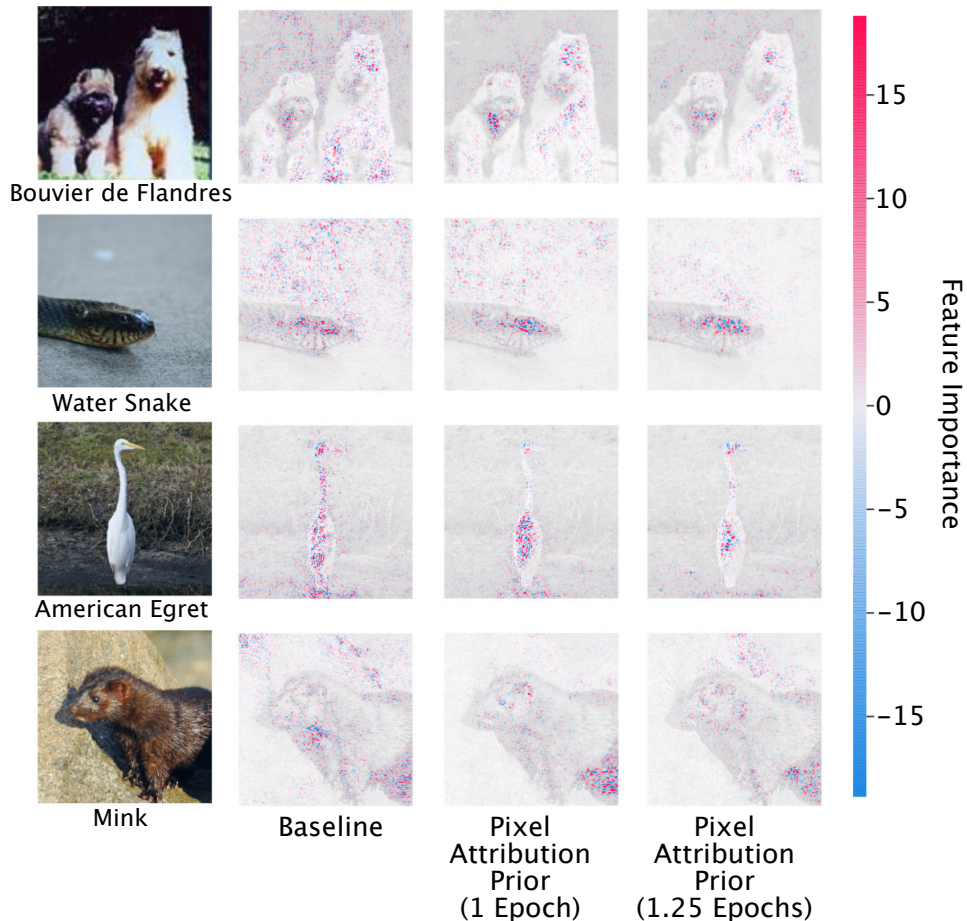 Bouvier de Flandres
Water Snake
American Egret
Mink
Baseline
Pixel
Attribution
Prior
(1 Epoch)
Pixel
Attribution
Prior
(1.25 Epochs)
15
10
5
0
−5
−10
−15
Feature Importance